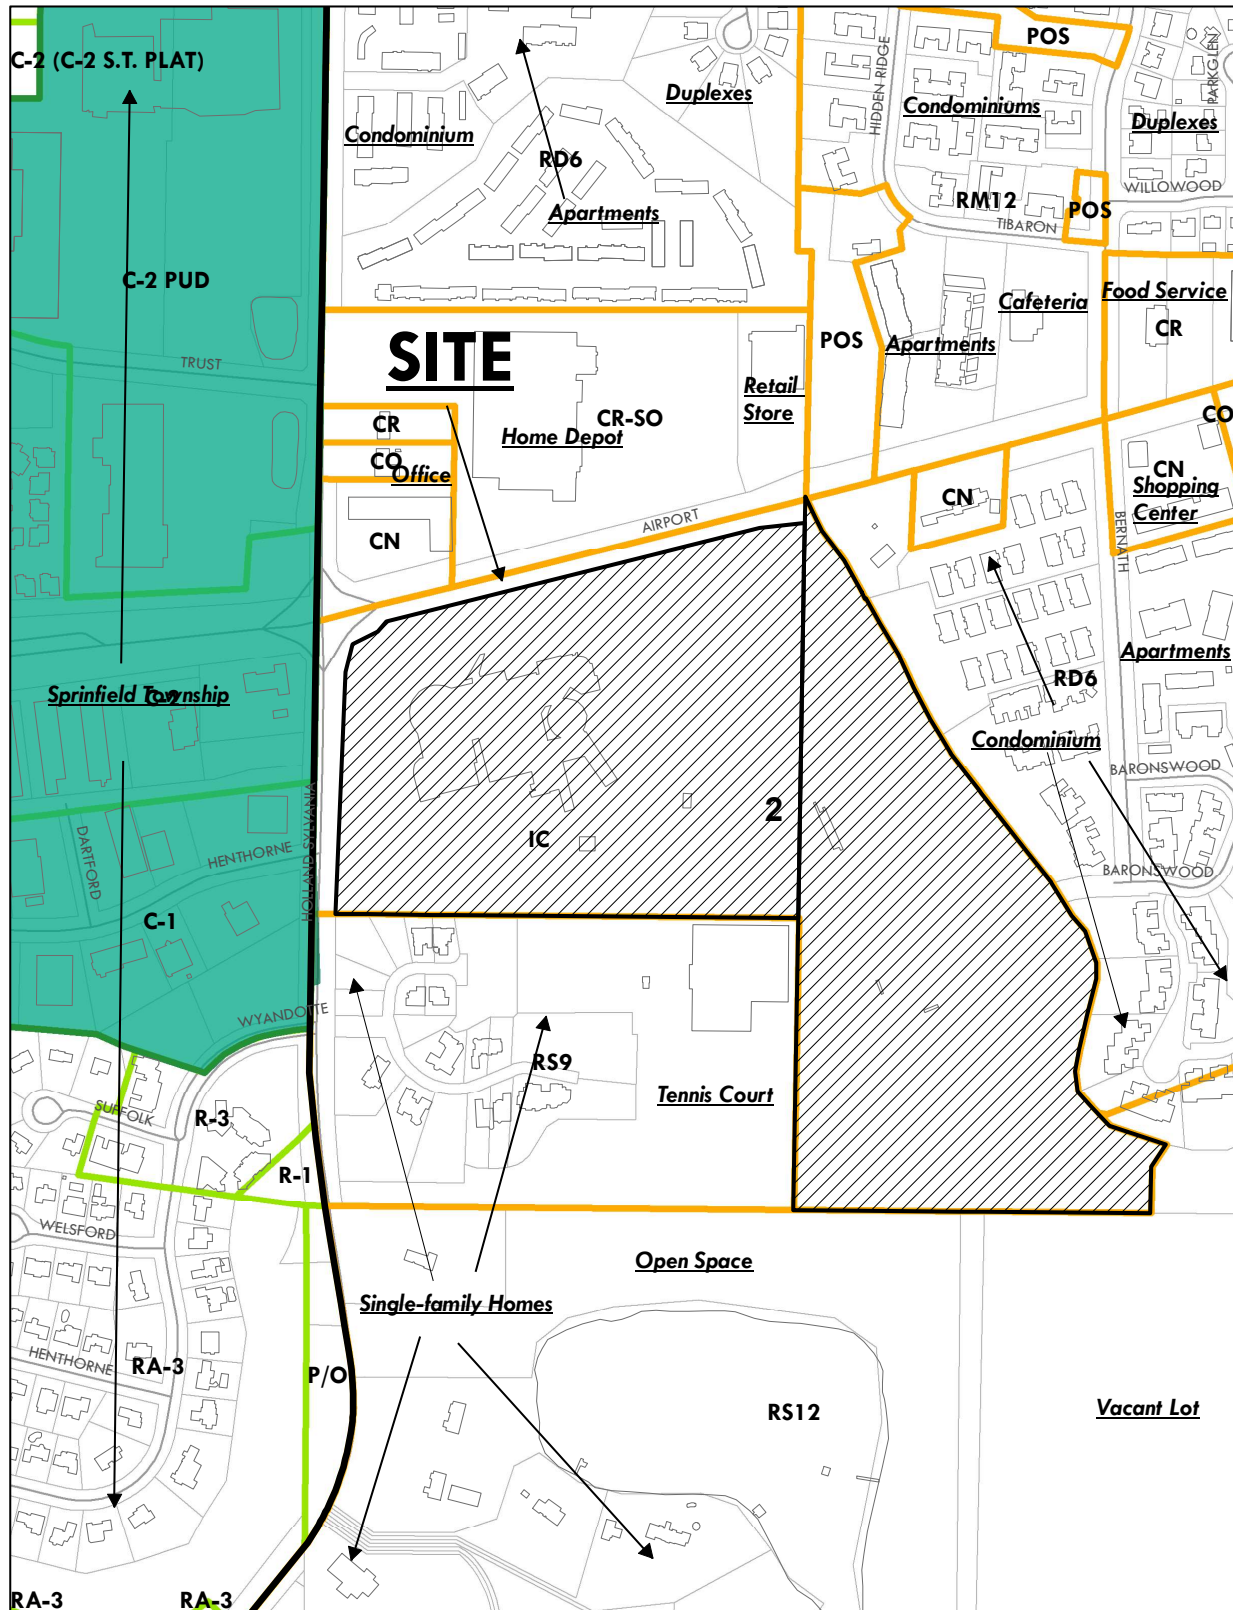 POS
HIDDEN RIDGE
PARKGLEN
C-2 (C-2 S.T. PLAT)
Duplexes
Condominiums
Duplexes
Condominium
RD6
WILLOWOOD
RM12
POS
Apartments
TIBARON
C-2 PUD
Cafeteria
Food Service
CR
SITE
POS
Apartments
TRUST
Retail
Store
CR
CR-SO
CO
Home Depot
CO
Office
CN
Shopping
Center
CN
AIRPORT
CN
BERNATH
Apartments
RD6
Sprinfield Township
C-2
Condominium
BARONSWOOD
HOLLAND SYLVANIA
2
IC
DARTFORD
HENTHORNE
BARONSWOOD
C-1
WYANDOTTE
RS9
Tennis Court
SUFFOLK
R-3
R-1
WELSFORD
Open Space
Single-family Homes
HENTHORNE
RA-3
P/O
RS12
Vacant Lot
RA-3
RA-3